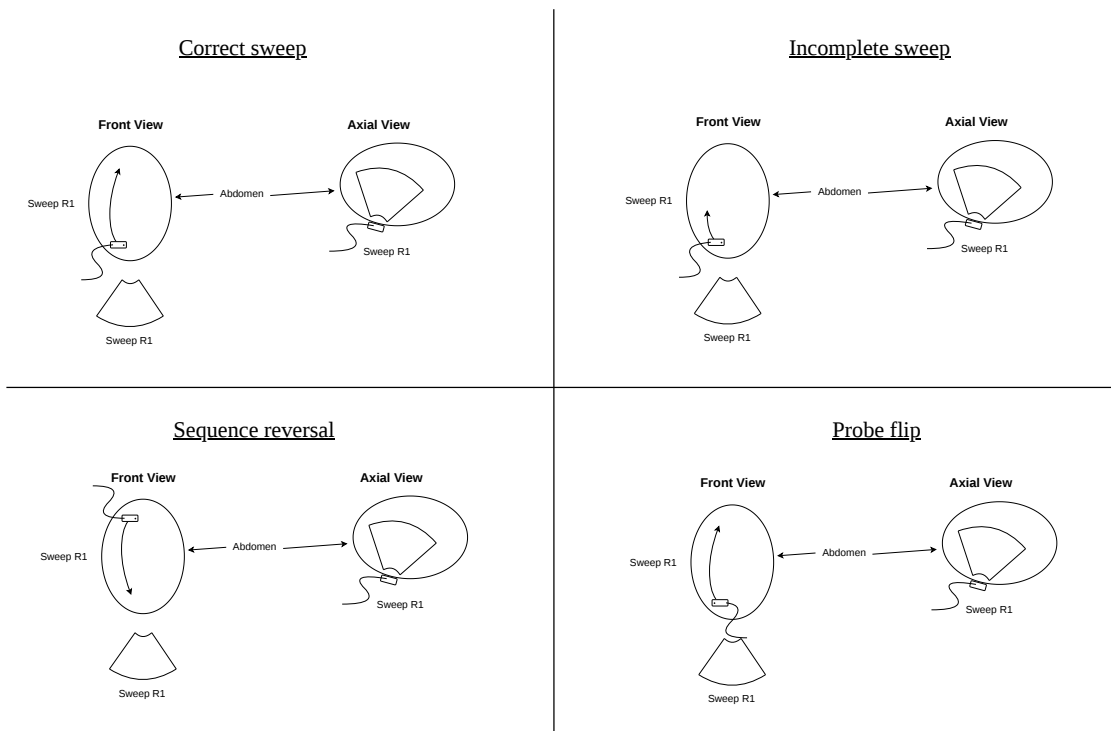 Correct sweep
Front View
Axial View
Sweep R1
Abdomen
Sweep R1
Sweep R1
Incomplete sweep
Front View
Axial View
Sweep R1
Abdomen
Sweep R1
Sweep R1
Sequence reversal
Front View
Axial View
Sweep R1
Abdomen
Sweep R1
Sweep R1
Probe flip
Front View
Axial View
Sweep R1
Abdomen
Sweep R1
Sweep R1